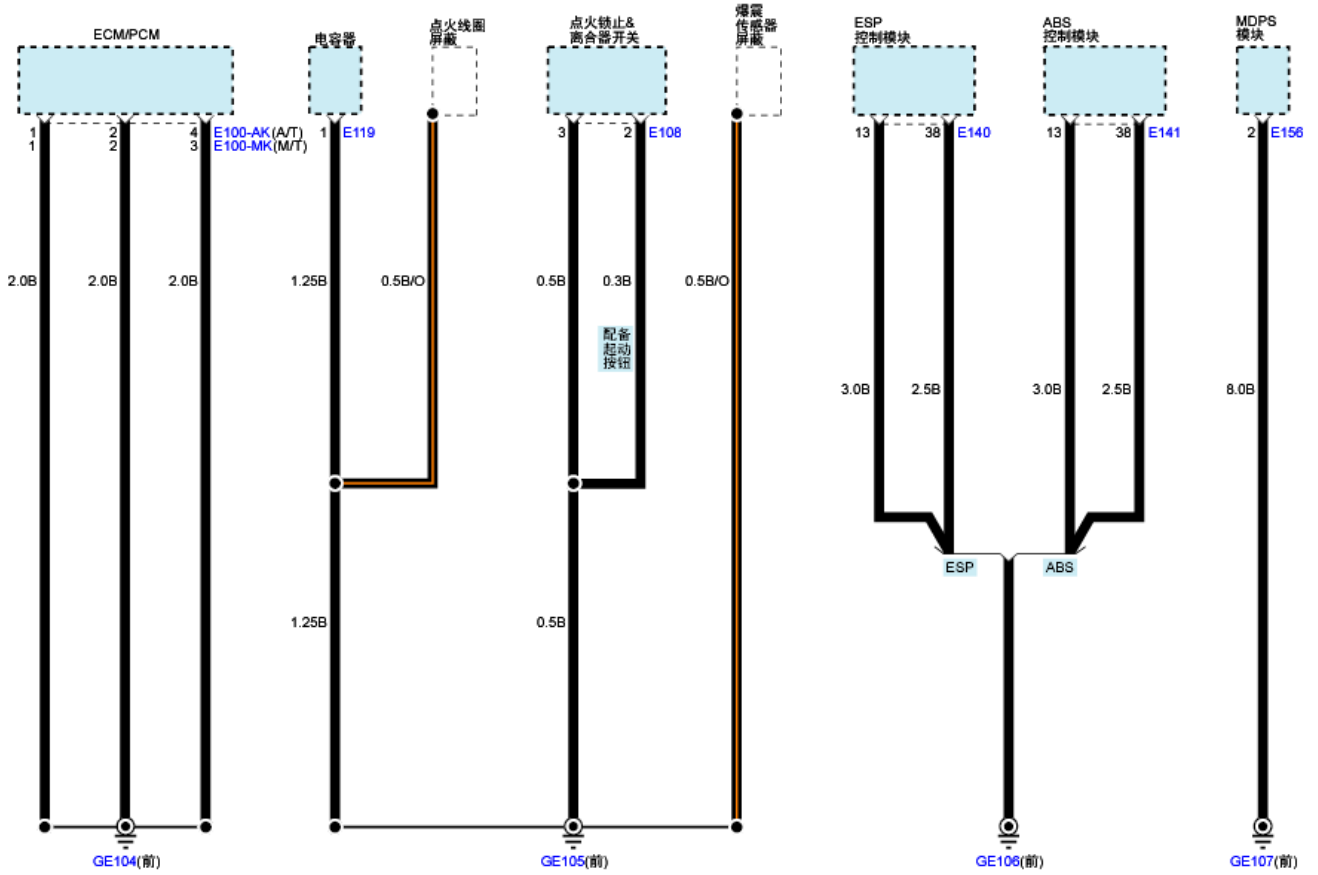 ECM/PCM
电容器
点火线圈
屏蔽
点火锁止&
离合器开关
爆震
传感器
屏蔽
ESP
控制模块
ABS
控制模块
MDPS
模块
1 2 4 E100-AK(A/T)
1 2 3 E100-MK(M/T)
1 E119
3 2 E108
13 38 E140
13 38 E141
2 E156
2.0B 2.0B 2.0B 1.25B 0.5B/O 0.5B 0.3B 0.5B/O
配备
起动
按钮
3.0B 2.5B 3.0B 2.5B 8.0B
ESP ABS
1.25B 0.5B
GE104(前) GE105(前) GE106(前) GE107(前)